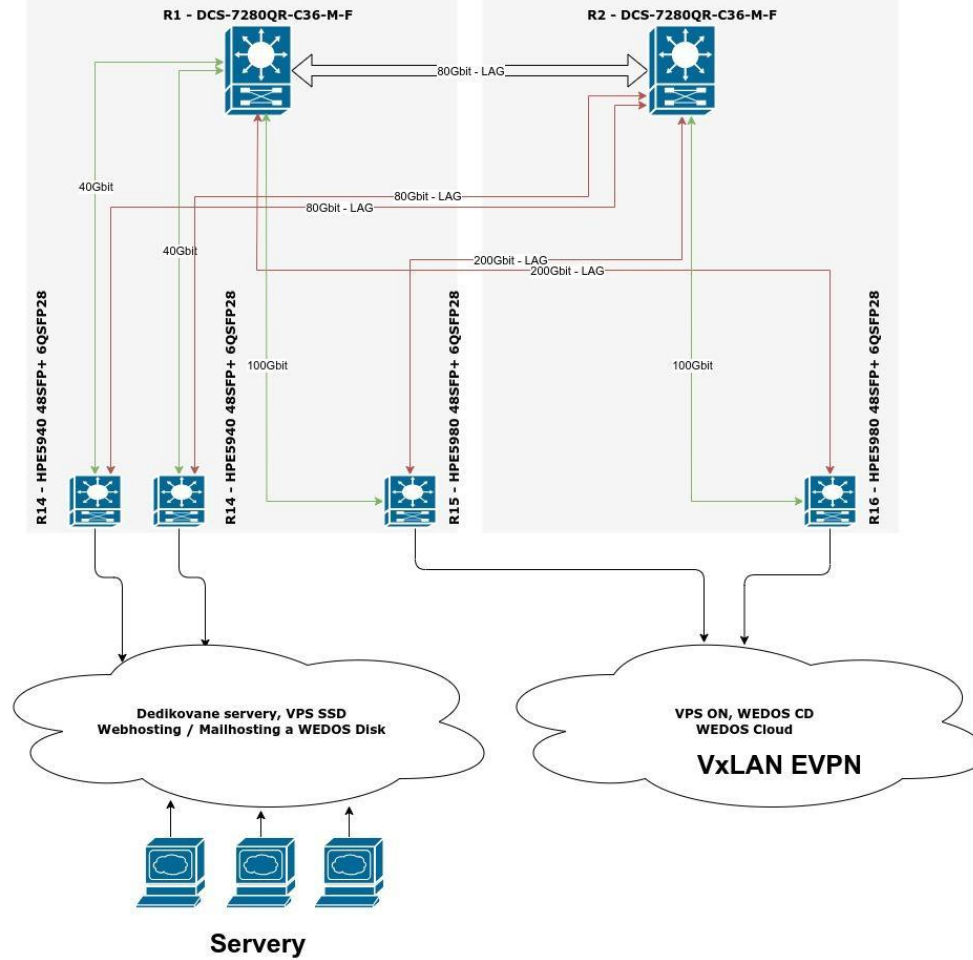 R1 - DCS-7280QR-C36-M-F
R2 - DCS-7280QR-C36-M-F
80Gbit - LAG
40Gbit
80Gbit - LAG
80Gbit - LAG
40Gbit
200Gbit - LAG
200Gbit - LAG
100Gbit
100Gbit
R14 - HPE5940 48SFP+ 6QSFP28
R14 - HPE5940 48SFP+ 6QSFP28
R15 - HPE5980 48SFP+ 6QSFP28
R16 - HPE5980 48SFP+ 6QSFP28
Dedikovane servery, VPS SSD
Webhosting / Mailhosting a WEDOS Disk
VPS ON, WEDOS CD
WEDOS Cloud
VxLAN EVPN
Servery